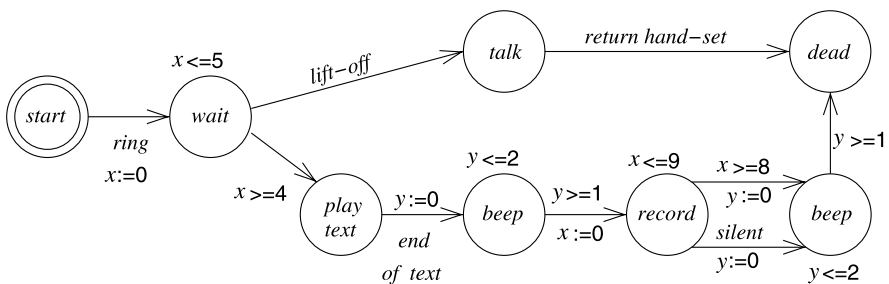 x<=5
lift-off
talk
return hand-set
dead
start
ring
x:=0
wait
x>=4
play
text
y:=0
end
of text
y<=2
beep
y>=1
x:=0
x<=9
record
x>=8
y:=0
silent
y:=0
y>=1
beep
y<=2